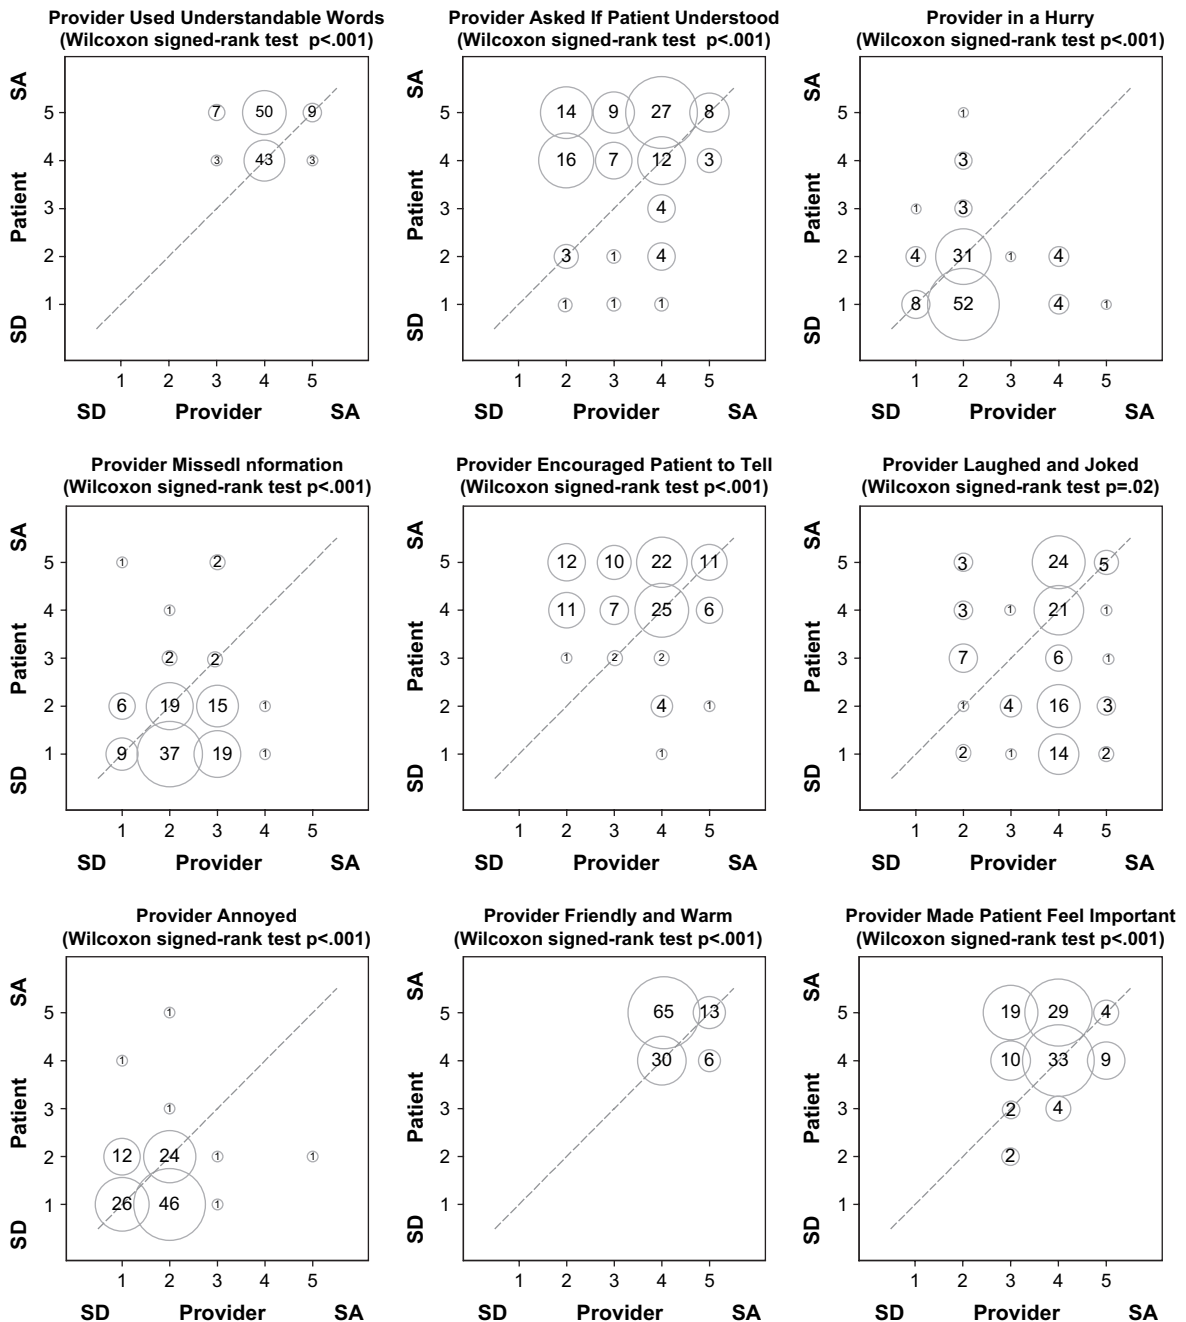 Provider Used Understandable Words
(Wilcoxon signed-rank test p<.001)
SA
5
4
3
2
1
SD
Patient
7 50 9
3 43 3
1 2 3 4 5
SD Provider SA
Provider Asked If Patient Understood
(Wilcoxon signed-rank test p<.001)
SA
5
4
3
2
1
SD
Patient
14 9 27 8
16 7 12 3
4
3 1 4
1 1 1
1 2 3 4 5
SD Provider SA
Provider in a Hurry
(Wilcoxon signed-rank test p<.001)
SA
5
4
3
2
1
SD
Patient
1
3
1 3
4 31 1 4
8 52 4 1
1 2 3 4 5
SD Provider SA
Provider MissedI nformation
(Wilcoxon signed-rank test p<.001)
SA
5
4
3
2
1
SD
Patient
1 2
1
2 2
6 19 15 1
9 37 19 1
1 2 3 4 5
SD Provider SA
Provider Encouraged Patient to Tell
(Wilcoxon signed-rank test p<.001)
SA
5
4
3
2
1
SD
Patient
12 10 22 11
11 7 25 6
1 2 2
4 1
1
1 2 3 4 5
SD Provider SA
Provider Laughed and Joked
(Wilcoxon signed-rank test p=.02)
SA
5
4
3
2
1
SD
Patient
3 24 5
3 1 21 1
7 6 1
1 4 16 3
2 1 14 2
1 2 3 4 5
SD Provider SA
Provider Annoyed
(Wilcoxon signed-rank test p<.001)
SA
5
4
3
2
1
SD
Patient
1
1
1
12 24 1 1
26 46 1
1 2 3 4 5
SD Provider SA
Provider Friendly and Warm
(Wilcoxon signed-rank test p<.001)
SA
5
4
3
2
1
SD
Patient
65 13
30 6
1 2 3 4 5
SD Provider SA
Provider Made Patient Feel Important
(Wilcoxon signed-rank test p<.001)
SA
5
4
3
2
1
SD
Patient
19 29 4
10 33 9
2 4
2
1 2 3 4 5
SD Provider SA